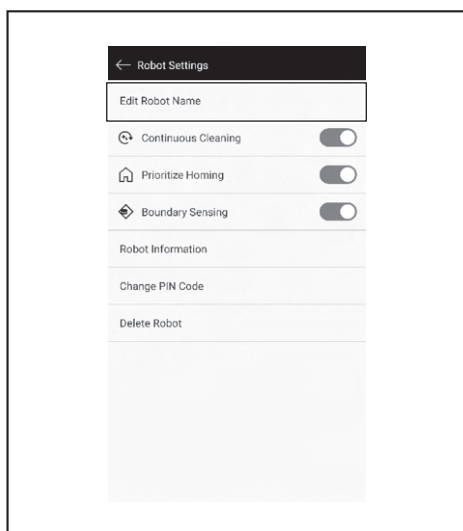 Robot Settings
Edit Robot Name
Continuous Cleaning
Prioritize Homing
Boundary Sensing
Robot Information
Change PIN Code
Delete Robot